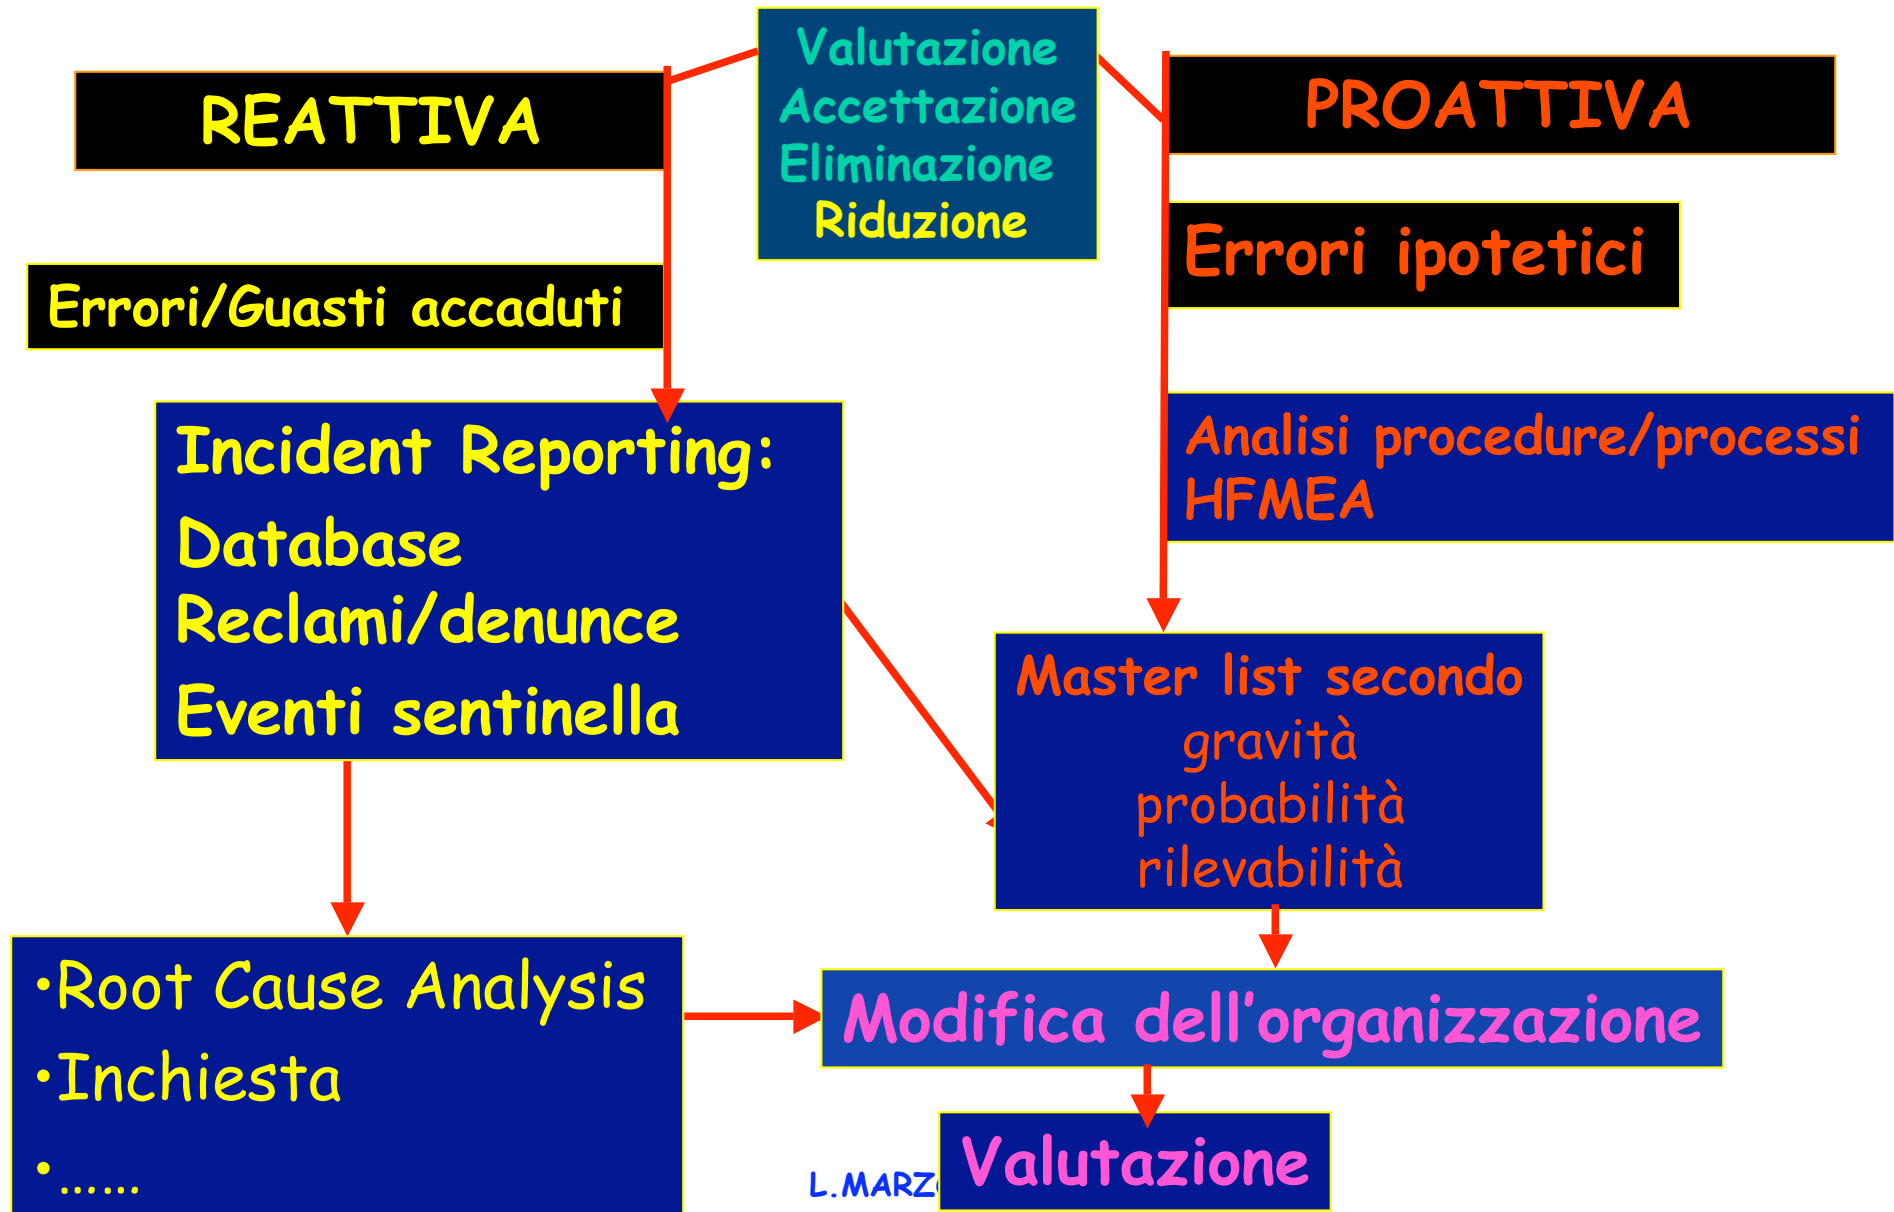 Valutazione
Accettazione
Eliminazione
Riduzione
REATTIVA
Errori/Guasti accaduti
Incident Reporting:
Database
Reclami/denunce
Eventi sentinella
•Root Cause Analysis
•Inchiesta
•……
PROATTIVA
Errori ipotetici
Analisi procedure/processi
HFMEA
Master list secondo
gravità
probabilità
rilevabilità
Modifica dell’organizzazione
Valutazione